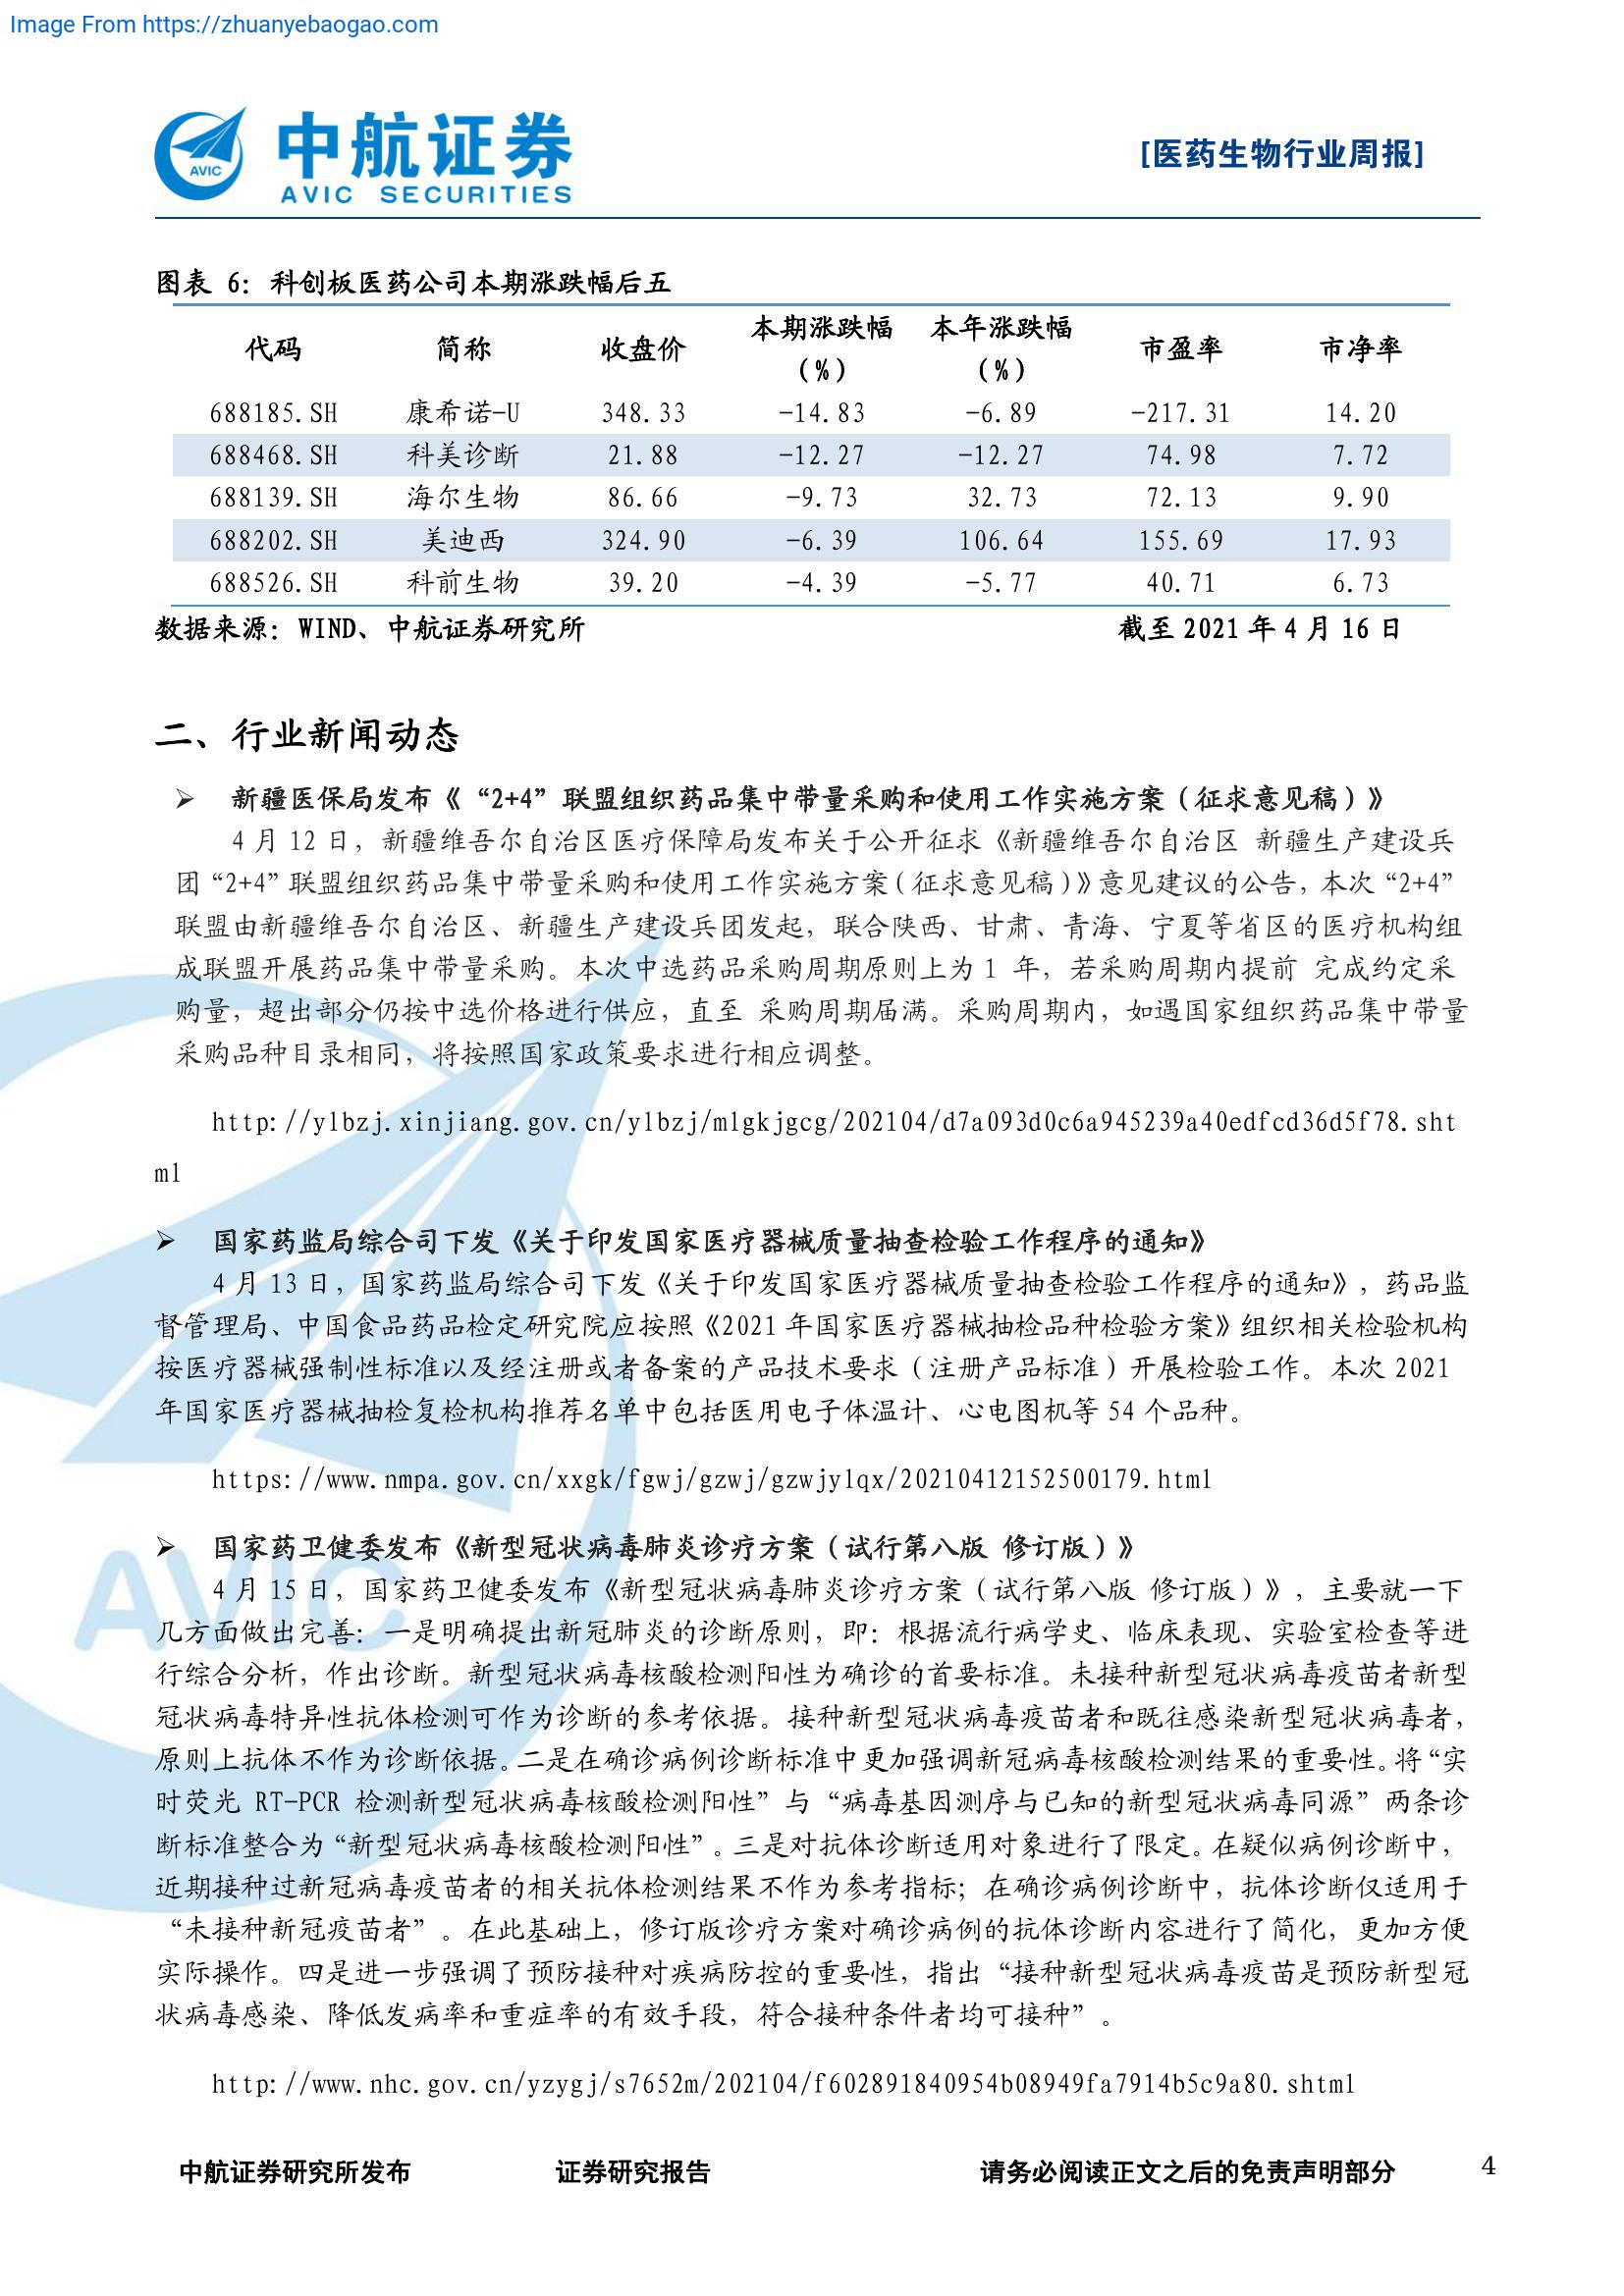 Image From https://zhuanyebaogao.com
中航证券
AVIC SECURITIES
AVIC
[医药生物行业周报]
图表 6：科创板医药公司本期涨跌幅后五
代码 简称 收盘价 本期涨跌幅（%） 本年涨跌幅（%） 市盈率 市净率
688185.SH 康希诺-U 348.33 -14.83 -6.89 -217.31 14.20
688468.SH 科美诊断 21.88 -12.27 -12.27 74.98 7.72
688139.SH 海尔生物 86.66 -9.73 32.73 72.13 9.90
688202.SH 美迪西 324.90 -6.39 106.64 155.69 17.93
688526.SH 科前生物 39.20 -4.39 -5.77 40.71 6.73
数据来源：WIND、中航证券研究所 截至 2021 年 4 月 16 日
二、行业新闻动态
➢ 新疆医保局发布《“2+4”联盟组织药品集中带量采购和使用工作实施方案（征求意见稿）》
4 月 12 日，新疆维吾尔自治区医疗保障局发布关于公开征求《新疆维吾尔自治区 新疆生产建设兵
团“2+4”联盟组织药品集中带量采购和使用工作实施方案（征求意见稿）》意见建议的公告，本次“2+4”
联盟由新疆维吾尔自治区、新疆生产建设兵团发起，联合陕西、甘肃、青海、宁夏等省区的医疗机构组
成联盟开展药品集中带量采购。本次中选药品采购周期原则上为 1 年，若采购周期内提前 完成约定采
购量，超出部分仍按中选价格进行供应，直至 采购周期届满。采购周期内，如遇国家组织药品集中带量
采购品种目录相同，将按照国家政策要求进行相应调整。
http://ylbzj.xinjiang.gov.cn/ylbzj/mlgkjgcg/202104/d7a093d0c6a945239a40edfcd36d5f78.sht
ml
➢ 国家药监局综合司下发《关于印发国家医疗器械质量抽查检验工作程序的通知》
4 月 13 日，国家药监局综合司下发《关于印发国家医疗器械质量抽查检验工作程序的通知》，药品监
督管理局、中国食品药品检定研究院应按照《2021 年国家医疗器械抽检品种检验方案》组织相关检验机构
按医疗器械强制性标准以及经注册或者备案的产品技术要求（注册产品标准）开展检验工作。本次 2021
年国家医疗器械抽检复检机构推荐名单中包括医用电子体温计、心电图机等 54 个品种。
https://www.nmpa.gov.cn/xxgk/fgwj/gzwj/gzwjylqx/20210412152500179.html
➢ 国家药卫健委发布《新型冠状病毒肺炎诊疗方案（试行第八版 修订版）》
4 月 15 日，国家药卫健委发布《新型冠状病毒肺炎诊疗方案（试行第八版 修订版）》，主要就一下
几方面做出完善：一是明确提出新冠肺炎的诊断原则，即：根据流行病学史、临床表现、实验室检查等进
行综合分析，作出诊断。新型冠状病毒核酸检测阳性为确诊的首要标准。未接种新型冠状病毒疫苗者新型
冠状病毒特异性抗体检测可作为诊断的参考依据。接种新型冠状病毒疫苗者和既往感染新型冠状病毒者，
原则上抗体不作为诊断依据。二是在确诊病例诊断标准中更加强调新冠病毒核酸检测结果的重要性。将“实
时荧光 RT-PCR 检测新型冠状病毒核酸检测阳性”与“病毒基因测序与已知的新型冠状病毒同源”两条诊
断标准整合为“新型冠状病毒核酸检测阳性”。三是对抗体诊断适用对象进行了限定。在疑似病例诊断中，
近期接种过新冠病毒疫苗者的相关抗体检测结果不作为参考指标；在确诊病例诊断中，抗体诊断仅适用于
“未接种新冠疫苗者”。在此基础上，修订版诊疗方案对确诊病例的抗体诊断内容进行了简化，更加方便
实际操作。四是进一步强调了预防接种对疾病防控的重要性，指出“接种新型冠状病毒疫苗是预防新型冠
状病毒感染、降低发病率和重症率的有效手段，符合接种条件者均可接种”。
http://www.nhc.gov.cn/yzygj/s7652m/202104/f602891840954b08949fa7914b5c9a80.shtml
AVIC
中航证券研究所发布 证券研究报告 请务必阅读正文之后的免责声明部分 4